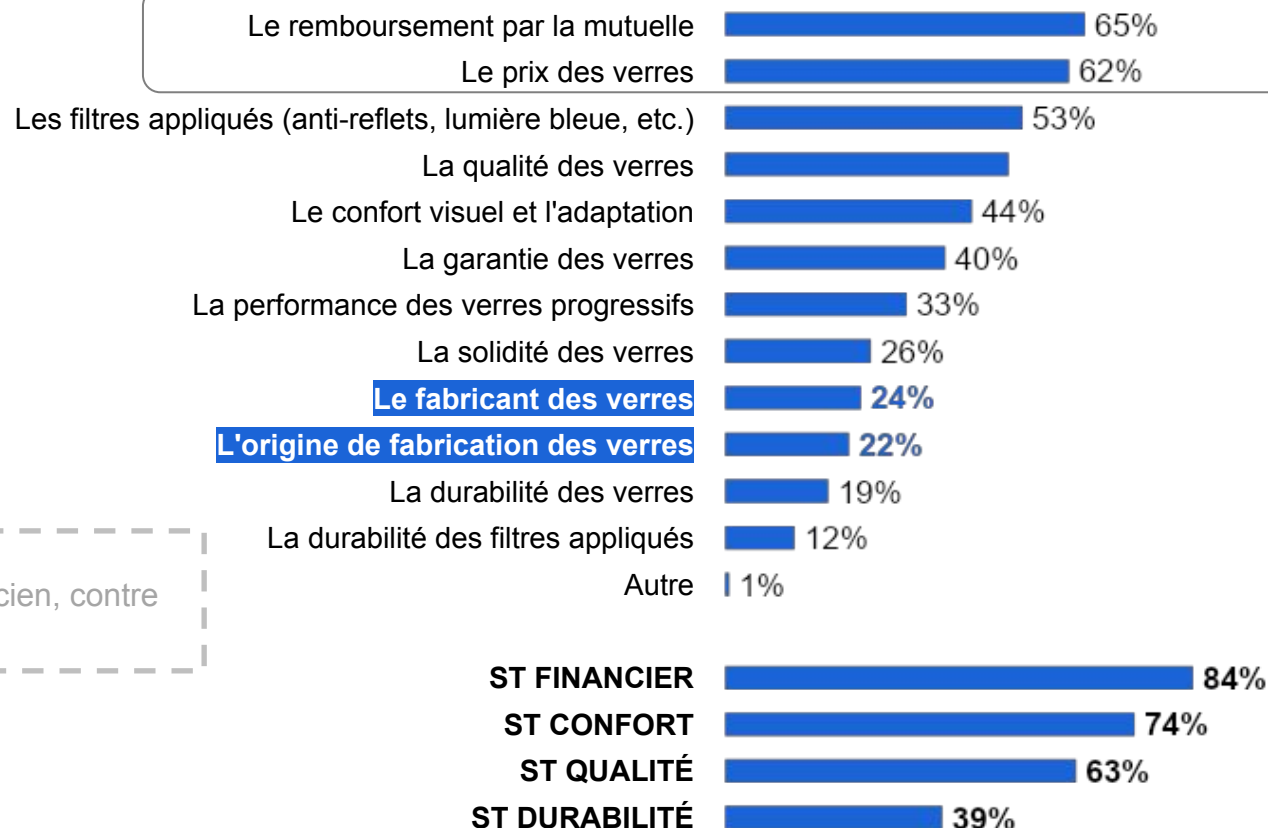 Le remboursement par la mutuelle 65%
Le prix des verres 62%
Les filtres appliqués (anti-reflets, lumière bleue, etc.) 53%
La qualité des verres
Le confort visuel et l'adaptation 44%
La garantie des verres 40%
La performance des verres progressifs 33%
La solidité des verres 26%
Le fabricant des verres 24%
L'origine de fabrication des verres 22%
La durabilité des verres 19%
La durabilité des filtres appliqués 12%
Autre 1%
cien, contre
ST FINANCIER 84%
ST CONFORT 74%
ST QUALITÉ 63%
ST DURABILITÉ 39%